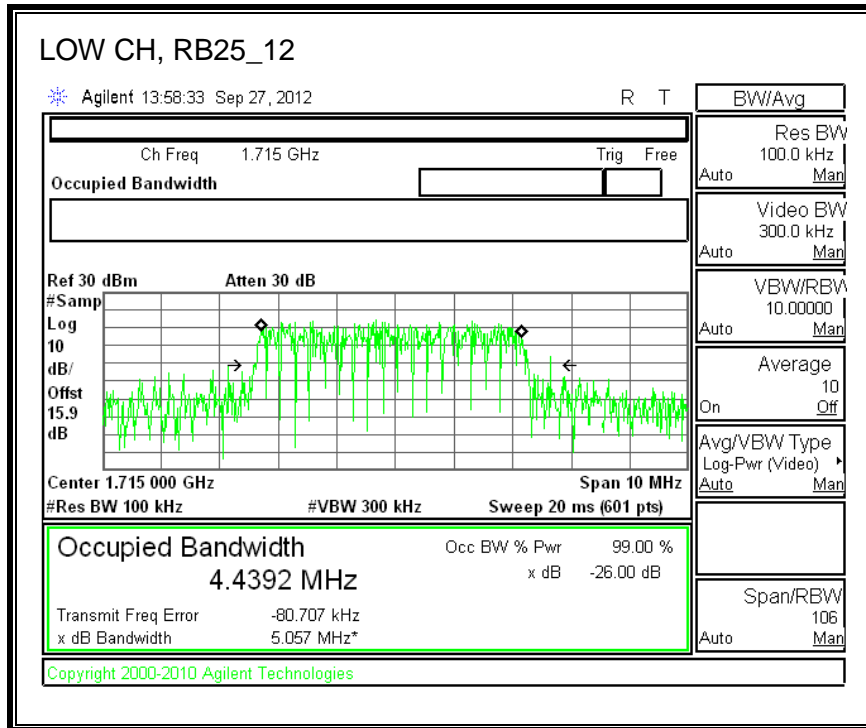 LOW CH, RB25_12
Agilent 13:58:33 Sep 27, 2012 R T
BW/Avg
Ch Freq 1.715 GHz Trig Free
Occupied Bandwidth
Res BW
100.0 kHz
Auto Man
Video BW
300.0 kHz
Auto Man
Ref 30 dBm Atten 30 dB
#Samp
Log
10
dB/
Offst
15.9
dB
VBW/RBW
10.00000
Auto Man
Average
10
On Off
Avg/VBW Type
Log-Pwr (Video)
Auto Man
Center 1.715 000 GHz Span 10 MHz
#Res BW 100 kHz #VBW 300 kHz Sweep 20 ms (601 pts)
Occupied Bandwidth Occ BW % Pwr 99.00 %
4.4392 MHz x dB -26.00 dB
Transmit Freq Error -80.707 kHz
x dB Bandwidth 5.057 MHz*
Span/RBW
106
Auto Man
Copyright 2000-2010 Agilent Technologies